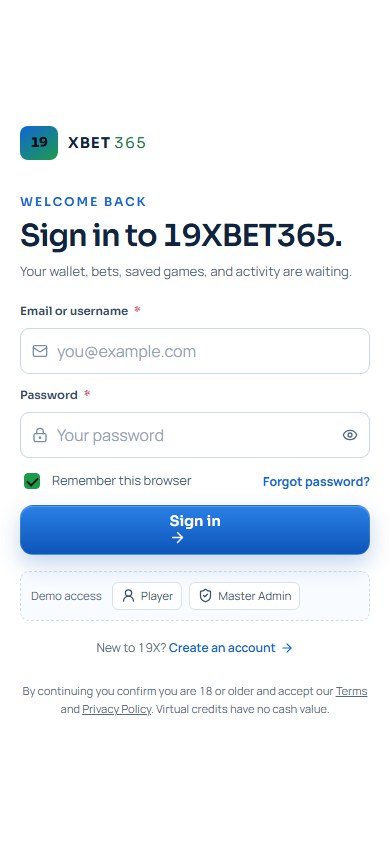 19 XBET 365
WELCOME BACK
Sign in to 19XBET365.
Your wallet, bets, saved games, and activity are waiting.
Email or username *
you@example.com
Password *
Your password
Remember this browser Forgot password?
Sign in
→
Demo access Player Master Admin
New to 19X? Create an account →
By continuing you confirm you are 18 or older and accept our Terms
and Privacy Policy. Virtual credits have no cash value.